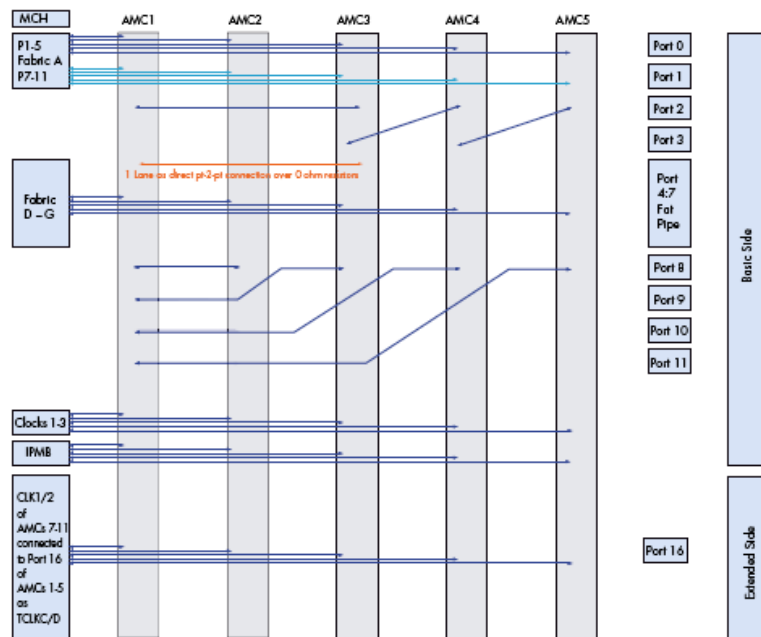 MCH
AMC1
AMC2
AMC3
AMC4
AMC5
P1-5
Fabric A
P7-11
Port 0
Port 1
Port 2
Port 3
1 Lane as direct pt-2-pt connection over 0 ohm resistors
Fabric
D – G
Port
4:7
Fat
Pipe
Port 8
Port 9
Port 10
Port 11
Basic Side
Clocks 1-3
IPMB
CLK1/2
of
AMCs 7-11
connected
to Port 16
of
AMCs 1-5
as
TCLKC/D
Port 16
Extended Side